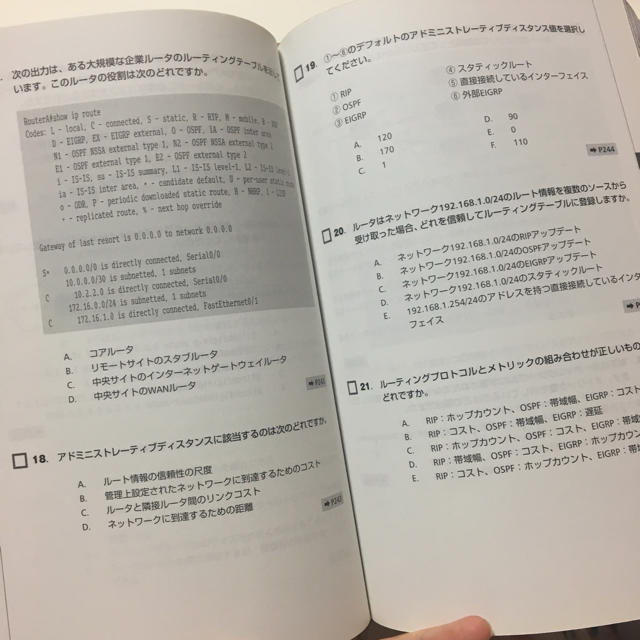 次の出力は、ある大規模な企業ルータのルーティングテーブルを示して
います。このルータの役割は次のどれですか。
RouterA#show ip route
Codes: L - local, C - connected, S - static, R - RIP, M - mobile, B - BGP
D - EIGRP, EX - EIGRP external, O - OSPF, IA - OSPF inter area
N1 - OSPF NSSA external type 1, N2 - OSPF NSSA external type 2
E1 - OSPF external type 1, E2 - OSPF external type 2
i - IS-IS, su - IS-IS summary, L1 - IS-IS level-1, L2 - IS-IS level-2
ia - IS-IS inter area, * - candidate default, U - per-user static route
o - ODR, P - periodic downloaded static route, H - NHRP, l - LISP
+ - replicated route, % - next hop override
Gateway of last resort is 0.0.0.0 to network 0.0.0.0
S* 0.0.0.0/0 is directly connected, Serial0/0
10.0.0.0/30 is subnetted, 1 subnets
C 10.2.2.0 is directly connected, Serial0/0
172.16.0.0/24 is subnetted, 1 subnets
C 172.16.1.0 is directly connected, FastEthernet0/1
A. コアルータ
B. リモートサイトのスタブルータ
C. 中央サイトのインターネットゲートウェイルータ
D. 中央サイトのWANルータ
18. アドミニストレーティブディスタンスに該当するのは次のどれですか。
A. ルート情報の信頼性の尺度
B. 管理上設定されたネットワークに到達するためのコスト
C. ルータと隣接ルータ間のリンクコスト
D. ネットワークに到達するための距離
➡P243
19. ①〜⑥のデフォルトのアドミニストレーティブディスタンス値を選択し
てください。
① RIP
② OSPF
③ EIGRP
④ スタティックルート
⑤ 直接接続しているインターフェイス
⑥ 外部EIGRP
A. 120
B. 170
C. 1
D. 90
E. 0
F. 110
➡P244
20. ルータはネットワーク192.168.1.0/24のルート情報を複数のソースから
受け取った場合、どれを信頼してルーティングテーブルに登録しますか。
A. ネットワーク192.168.1.0/24のRIPアップデート
B. ネットワーク192.168.1.0/24のOSPFアップデート
C. ネットワーク192.168.1.0/24のEIGRPアップデート
D. ネットワーク192.168.1.0/24のスタティックルート
E. 192.168.1.254/24のアドレスを持つ直接接続しているインタ
フェイス
21. ルーティングプロトコルとメトリックの組み合わせが正しいもの
どれですか。
A. RIP：ホップカウント、OSPF：帯域幅、EIGRP：コスト
B. RIP：コスト、OSPF：帯域幅、EIGRP：遅延
C. RIP：ホップカウント、OSPF：コスト、EIGRP：帯域
D. RIP：帯域幅、OSPF：コスト、EIGRP：ホップカウン
E. RIP：コスト、OSPF：ホップカウント、EIGRP：帯